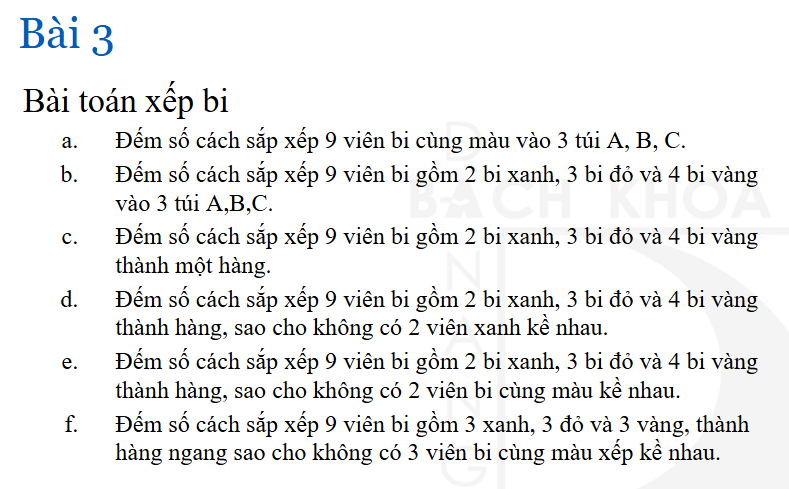 Bài 3
Bài toán xếp bi
a. Đếm số cách sắp xếp 9 viên bi cùng màu vào 3 túi A, B, C.
b. Đếm số cách sắp xếp 9 viên bi gồm 2 bi xanh, 3 bi đỏ và 4 bi vàng
vào 3 túi A,B,C.
c. Đếm số cách sắp xếp 9 viên bi gồm 2 bi xanh, 3 bi đỏ và 4 bi vàng
thành một hàng.
d. Đếm số cách sắp xếp 9 viên bi gồm 2 bi xanh, 3 bi đỏ và 4 bi vàng
thành hàng, sao cho không có 2 viên xanh kề nhau.
e. Đếm số cách sắp xếp 9 viên bi gồm 2 bi xanh, 3 bi đỏ và 4 bi vàng
thành hàng, sao cho không có 2 viên bi cùng màu kề nhau.
f. Đếm số cách sắp xếp 9 viên bi gồm 3 xanh, 3 đỏ và 3 vàng, thành
hàng ngang sao cho không có 3 viên bi cùng màu xếp kề nhau.
BÁCH KHOA
ĐÀ NẴNG